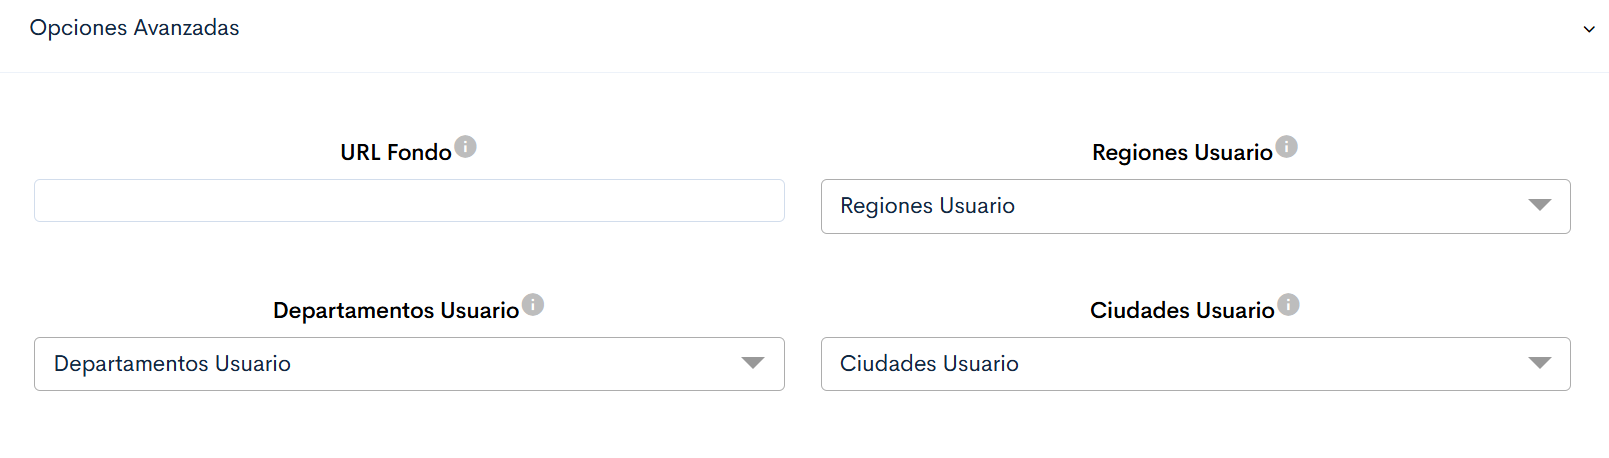 Opciones Avanzadas
URL Fondo
Regiones Usuario
Regiones Usuario
Departamentos Usuario
Ciudades Usuario
Departamentos Usuario
Ciudades Usuario